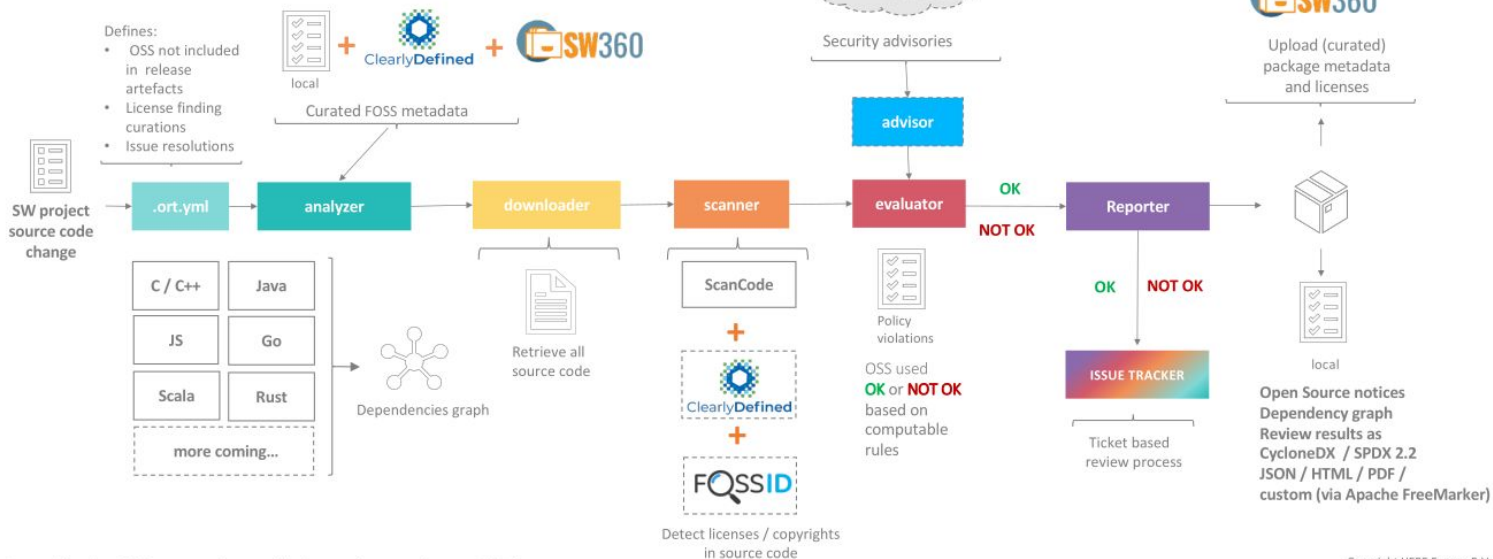 SW360
Defines:
• OSS not included
in release
artefacts
• License finding
curations
• Issue resolutions
local
+
ClearlyDefined
+
SW360
Curated FOSS metadata
Security advisories
advisor
Upload (curated)
package metadata
and licenses
SW project
source code
change
.ort.yml
analyzer
downloader
scanner
evaluator
OK
NOT OK
Reporter
C / C++
Java
JS
Go
Scala
Rust
more coming...
Dependencies graph
Retrieve all
source code
ScanCode
+
ClearlyDefined
+
FOSSID
Detect licenses / copyrights
in source code
Policy
violations
OSS used
OK or NOT OK
based on
computable
rules
OK
NOT OK
ISSUE TRACKER
Ticket based
review process
local
Open Source notices
Dependency graph
Review results as
CycloneDX / SPDX 2.2
JSON / HTML / PDF /
custom (via Apache FreeMarker)